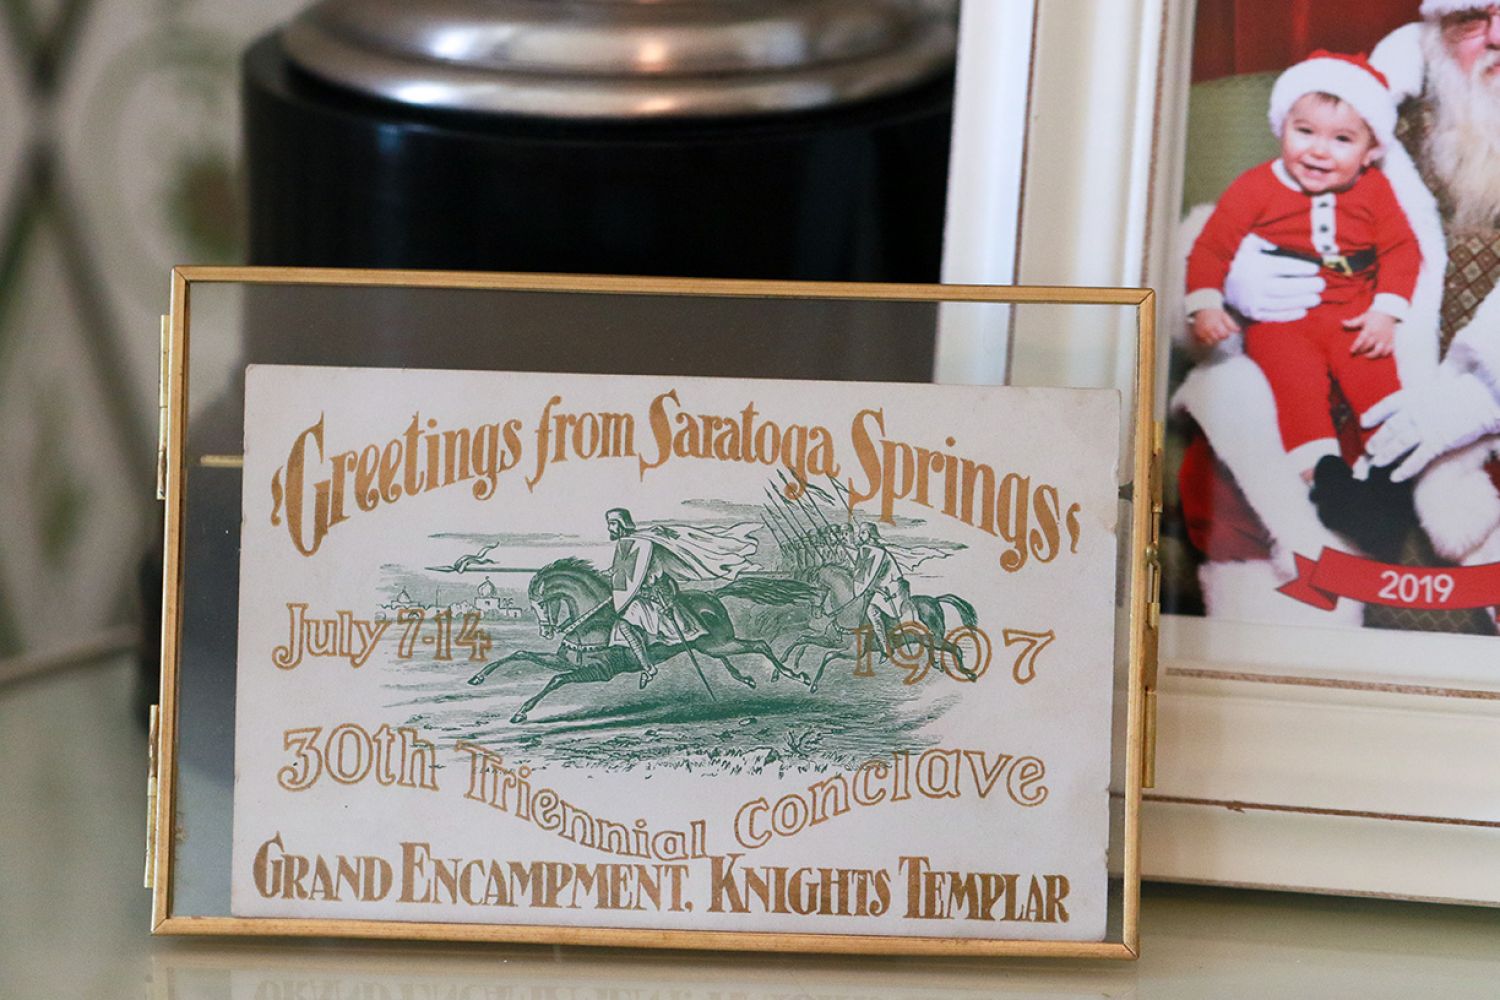 Greetings from Saratoga Springs
July 7-14 1907
30th Triennial Conclave
GRAND ENCAMPMENT, KNIGHTS TEMPLAR
2019